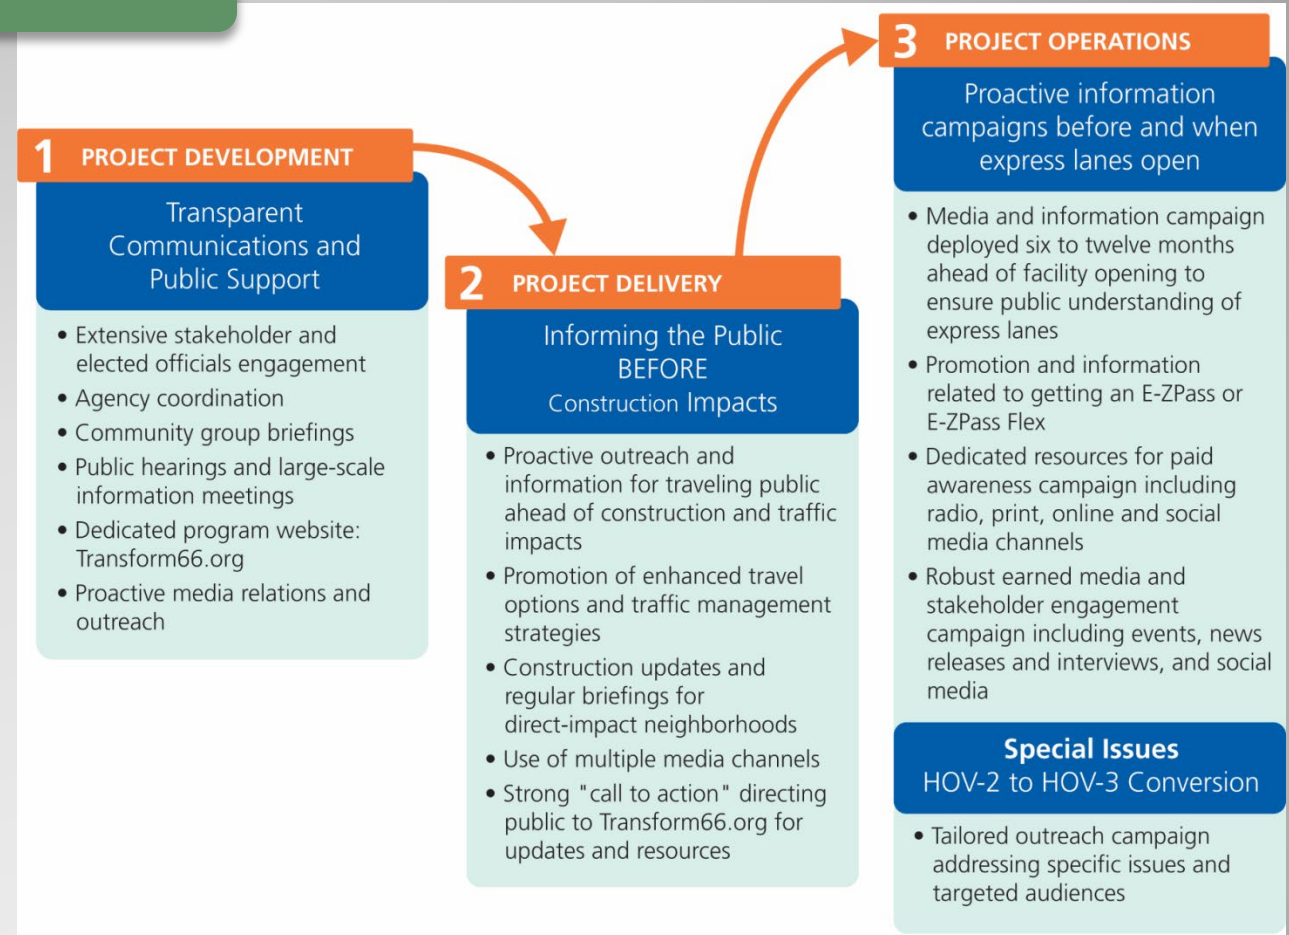 1 PROJECT DEVELOPMENT
Transparent
Communications and
Public Support
• Extensive stakeholder and
elected officials engagement
• Agency coordination
• Community group briefings
• Public hearings and large-scale
information meetings
• Dedicated program website:
Transform66.org
• Proactive media relations and
outreach
2 PROJECT DELIVERY
Informing the Public
BEFORE
Construction Impacts
• Proactive outreach and
information for traveling public
ahead of construction and traffic
impacts
• Promotion of enhanced travel
options and traffic management
strategies
• Construction updates and
regular briefings for
direct-impact neighborhoods
• Use of multiple media channels
• Strong "call to action" directing
public to Transform66.org for
updates and resources
3 PROJECT OPERATIONS
Proactive information
campaigns before and when
express lanes open
• Media and information campaign
deployed six to twelve months
ahead of facility opening to
ensure public understanding of
express lanes
• Promotion and information
related to getting an E-ZPass or
E-ZPass Flex
• Dedicated resources for paid
awareness campaign including
radio, print, online and social
media channels
• Robust earned media and
stakeholder engagement
campaign including events, news
releases and interviews, and social
media
Special Issues
HOV-2 to HOV-3 Conversion
• Tailored outreach campaign
addressing specific issues and
targeted audiences